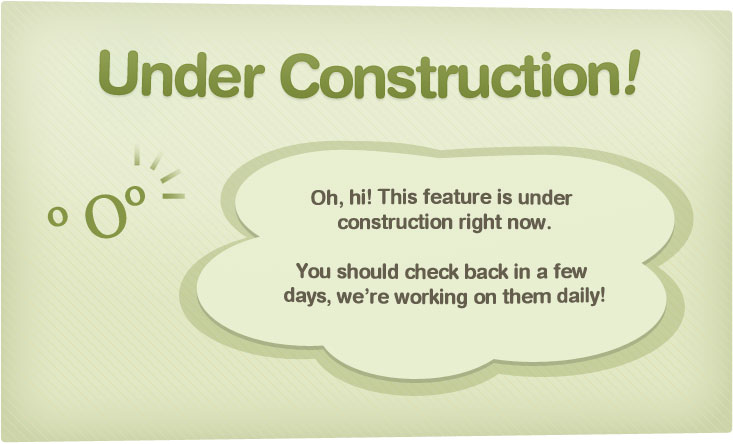 Under Construction!
o O o
Oh, hi! This feature is under
construction right now.
You should check back in a few
days, we're working on them daily!